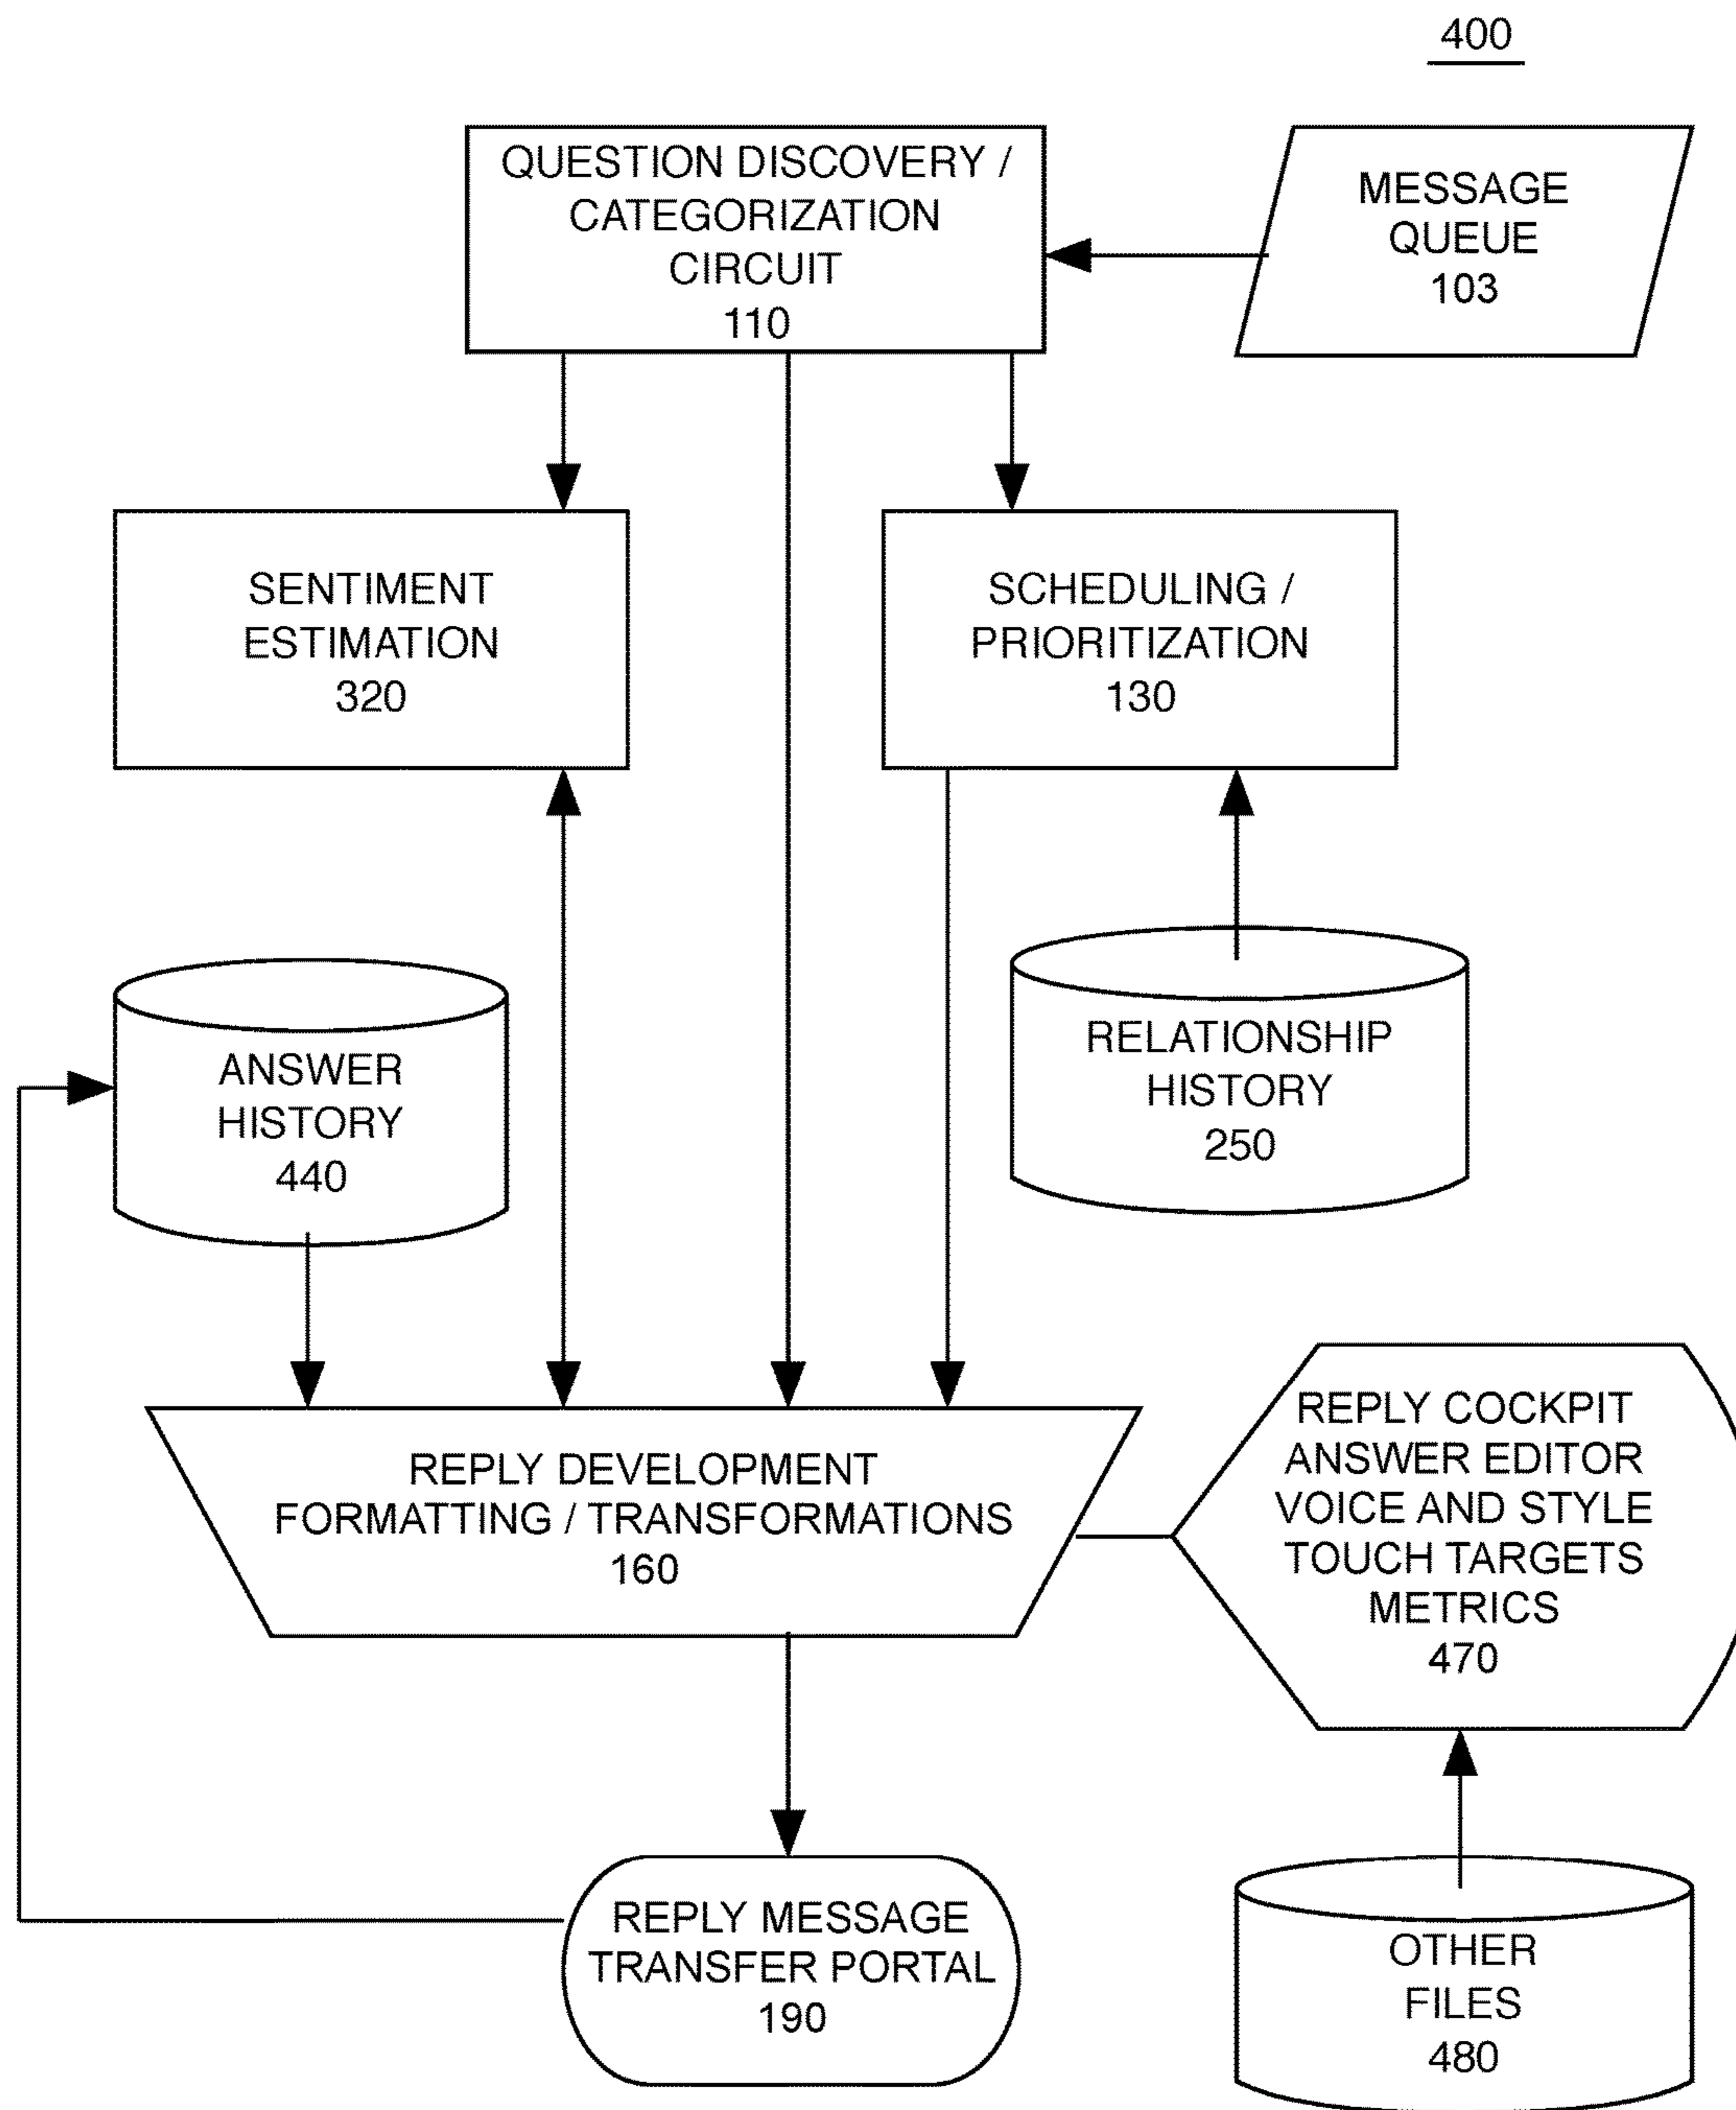 400
QUESTION DISCOVERY /
CATEGORIZATION
CIRCUIT
110
MESSAGE
QUEUE
103
SENTIMENT
ESTIMATION
320
SCHEDULING /
PRIORITIZATION
130
ANSWER
HISTORY
440
RELATIONSHIP
HISTORY
250
REPLY DEVELOPMENT
FORMATTING / TRANSFORMATIONS
160
REPLY COCKPIT
ANSWER EDITOR
VOICE AND STYLE
TOUCH TARGETS
METRICS
470
REPLY MESSAGE
TRANSFER PORTAL
190
OTHER
FILES
480